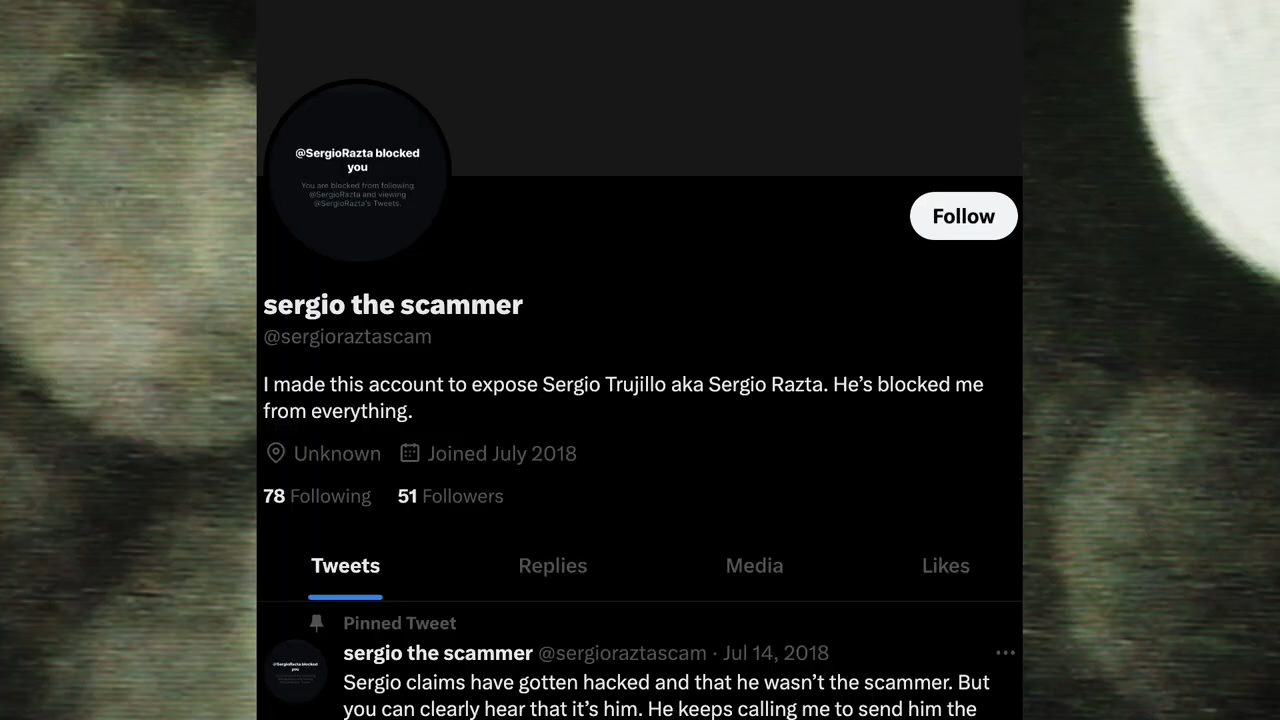 @SergioRazta blocked
you
You are blocked from following
@SergioRazta and viewing
@SergioRazta's Tweets.
Follow
sergio the scammer
@sergioraztascam
I made this account to expose Sergio Trujillo aka Sergio Razta. He’s blocked me
from everything.
Unknown Joined July 2018
78 Following 51 Followers
Tweets Replies Media Likes
Pinned Tweet
sergio the scammer @sergioraztascam · Jul 14, 2018
@SergioRazta blocked
you
Sergio claims have gotten hacked and that he wasn’t the scammer. But
you can clearly hear that it’s him. He keeps calling me to send him the